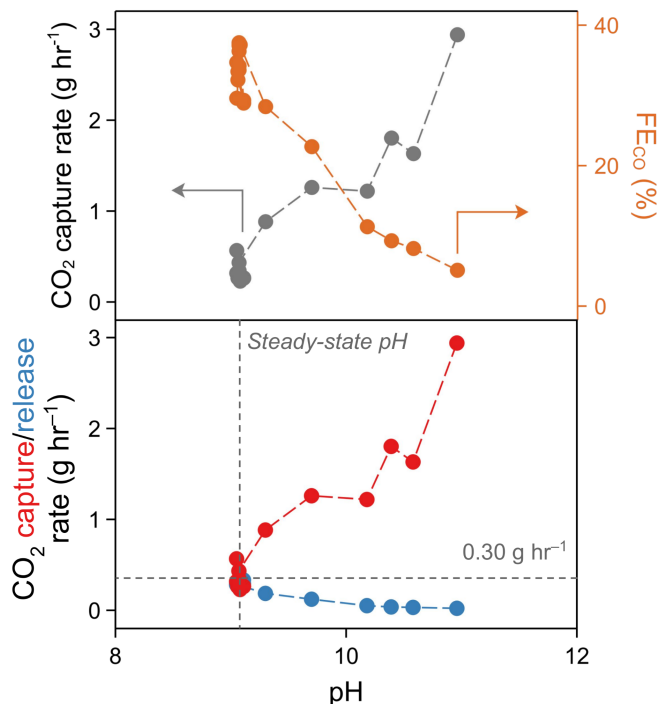 CO₂ capture rate (g hr⁻¹)
3
2
1
0
40
20
0
FE_CO (%)
CO₂ capture/release
rate (g hr⁻¹)
3
2
1
0
Steady-state pH
0.30 g hr⁻¹
8
10
12
pH